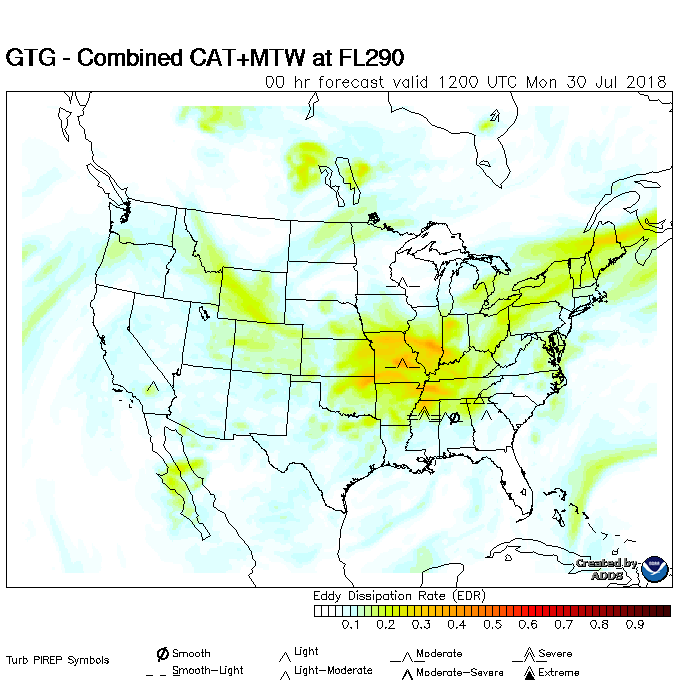 GTG - Combined CAT+MTW at FL290
00 hr forecast valid 1200 UTC Mon 30 Jul 2018
Created by
ADDS
Eddy Dissipation Rate (EDR)
0.1 0.2 0.3 0.4 0.5 0.6 0.7 0.8 0.9
Turb PIREP Symbols
Smooth
Smooth-Light
Light
Light-Moderate
Moderate
Moderate-Severe
Severe
Extreme